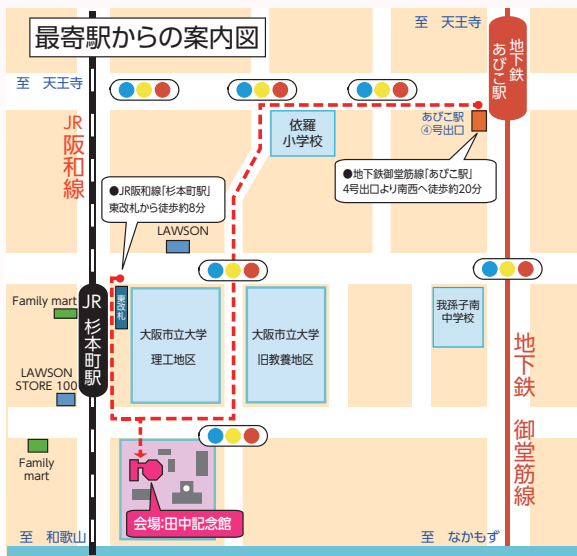 最寄駅からの案内図
至 天王寺
地下鉄
あびこ駅
至 天王寺
JR
阪和線
依羅
小学校
あびこ駅
④号出口
●地下鉄御堂筋線「あびこ駅」
4号出口より南西へ徒歩約20分
●JR阪和線「杉本町駅」
東改札から徒歩約8分
LAWSON
Family mart
JR
杉本町駅
東改札
大阪市立大学
理工地区
大阪市立大学
旧教養地区
我孫子南
中学校
地下鉄 御堂筋線
LAWSON
STORE 100
Family
mart
会場:田中記念館
至 和歌山
至 なかもず